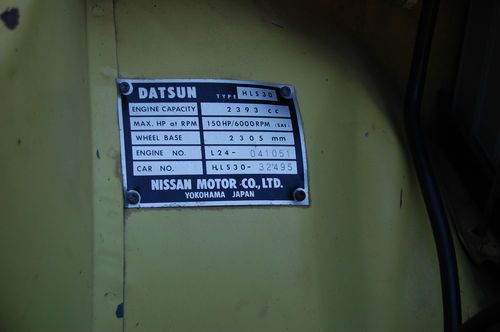 DATSUN TYPE HLS30
ENGINE CAPACITY 2393 cc
MAX. HP at RPM 150HP/6000RPM (SAE)
WHEEL BASE 2305 mm
ENGINE NO. L24- 041051
CAR NO. HLS30- 32495
NISSAN MOTOR CO., LTD.
YOKOHAMA JAPAN